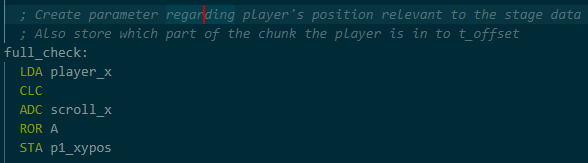 ; Create parameter regarding player's position relevant to the stage data
; Also store which part of the chunk the player is in to t_offset
full_check:
LDA player_x
CLC
ADC scroll_x
ROR A
STA p1_xypos